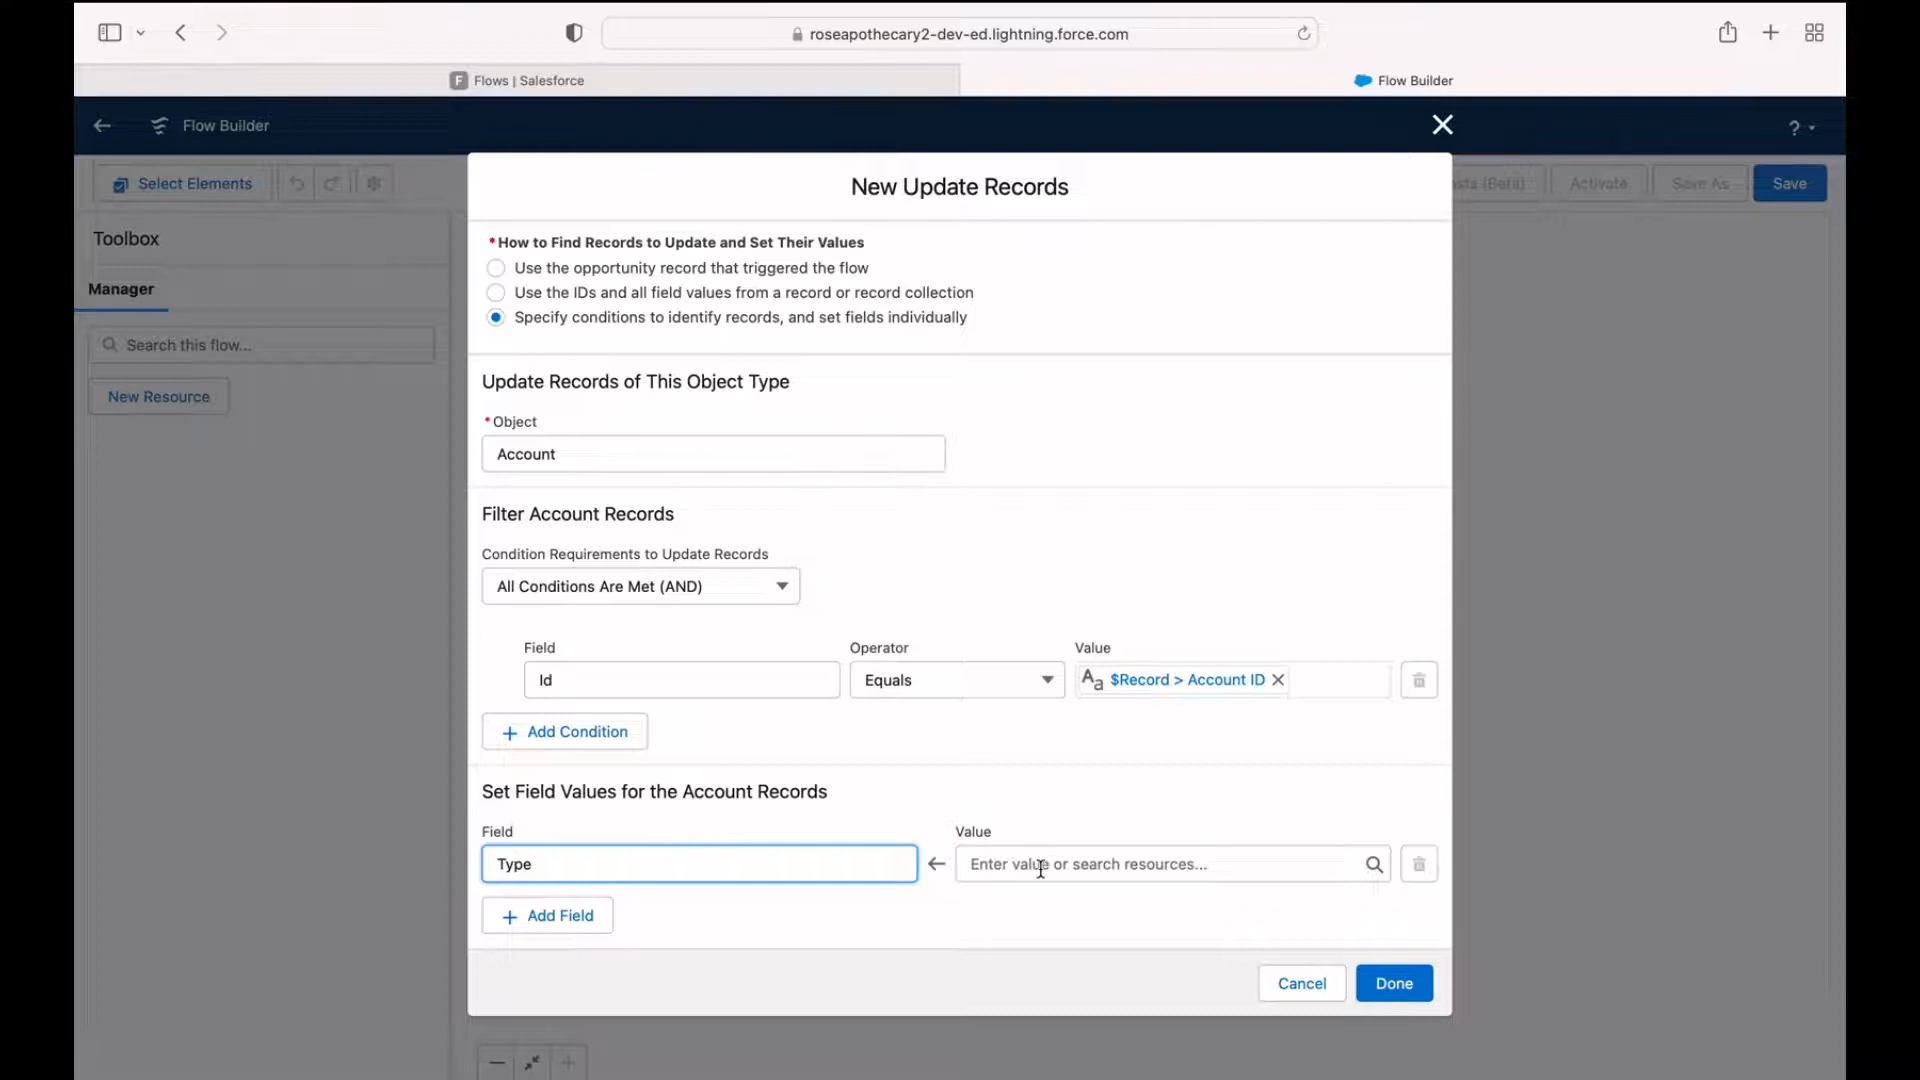 roseapothecary2-dev-ed.lightning.force.com
F Flows | Salesforce
Flow Builder
Flow Builder
?
Select Elements
New Update Records
(Beta)
Activate
Save As
Save
Toolbox
Manager
Search this flow...
New Resource
*How to Find Records to Update and Set Their Values
Use the opportunity record that triggered the flow
Use the IDs and all field values from a record or record collection
Specify conditions to identify records, and set fields individually
Update Records of This Object Type
*Object
Account
Filter Account Records
Condition Requirements to Update Records
All Conditions Are Met (AND)
Field
Operator
Value
Id
Equals
Aa $Record > Account ID
+ Add Condition
Set Field Values for the Account Records
Field
Value
Type
Enter value or search resources...
+ Add Field
Cancel
Done